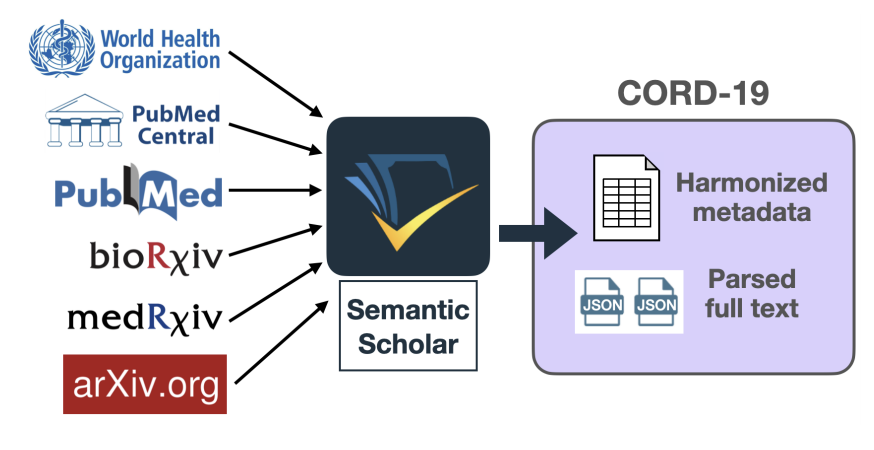 World Health
Organization
PubMed
Central
PubMed
bioRχiv
medRχiv
arXiv.org
Semantic
Scholar
CORD-19
Harmonized
metadata
JSON JSON
Parsed
full text